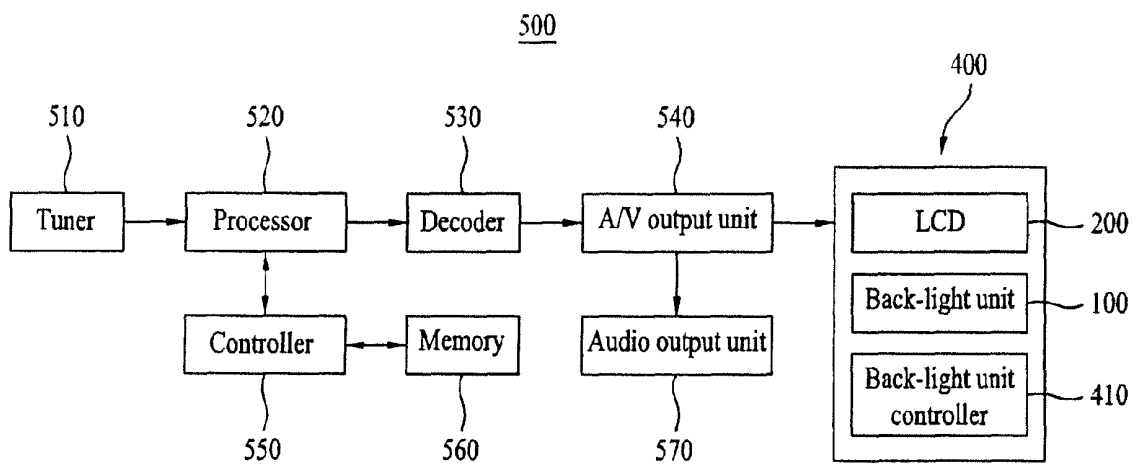 500
400
510
520
530
540
Tuner
Processor
Decoder
A/V output unit
LCD
200
Back-light unit
100
Controller
Memory
Audio output unit
Back-light unit
controller
410
550
560
570